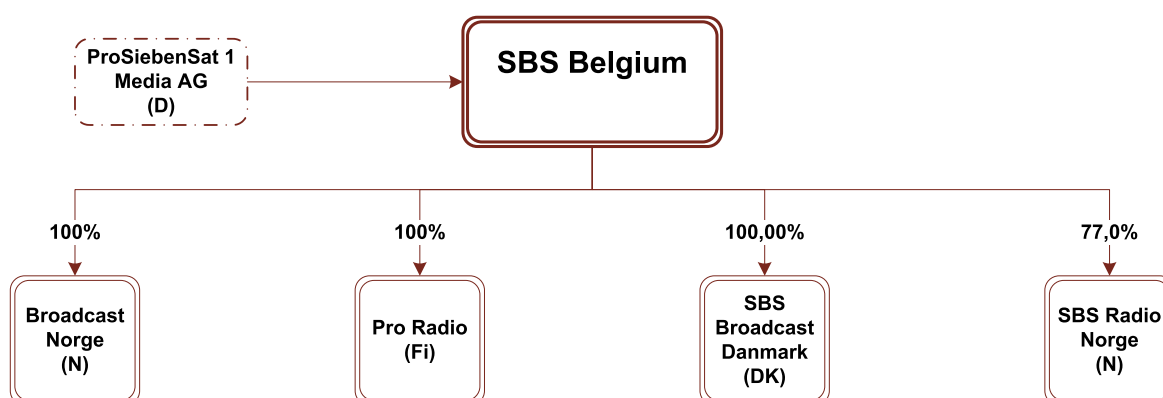 ProSiebenSat 1
Media AG
(D)
SBS Belgium
100%
100%
100,00%
77,0%
Broadcast
Norge
(N)
Pro Radio
(Fi)
SBS
Broadcast
Danmark
(DK)
SBS Radio
Norge
(N)